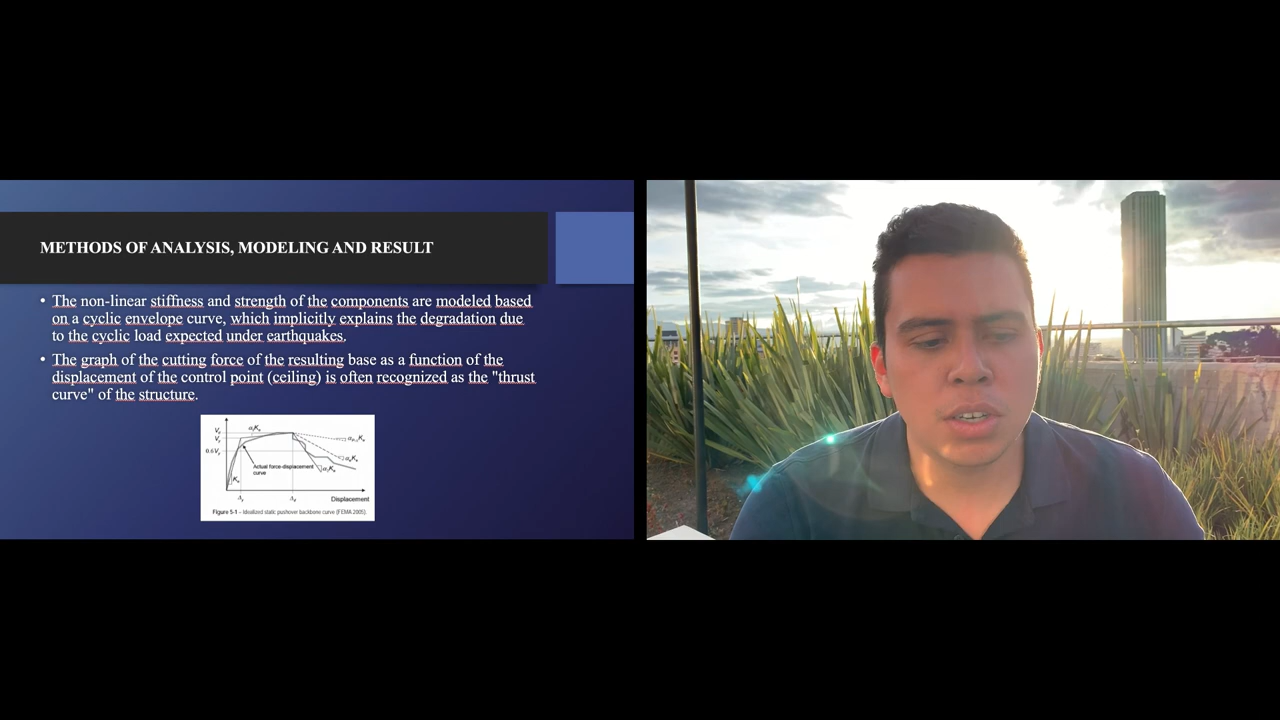 METHODS OF ANALYSIS, MODELING AND RESULT
• The non-linear stiffness and strength of the components are modeled based
on a cyclic envelope curve, which implicitly explains the degradation due
to the cyclic load expected under earthquakes.
• The graph of the cutting force of the resulting base as a function of the
displacement of the control point (ceiling) is often recognized as the "thrust
curve" of the structure.
Actual force-displacement
curve
Displacement
Figure 5-1 – Idealized static pushover backbone curve (FEMA 2005).